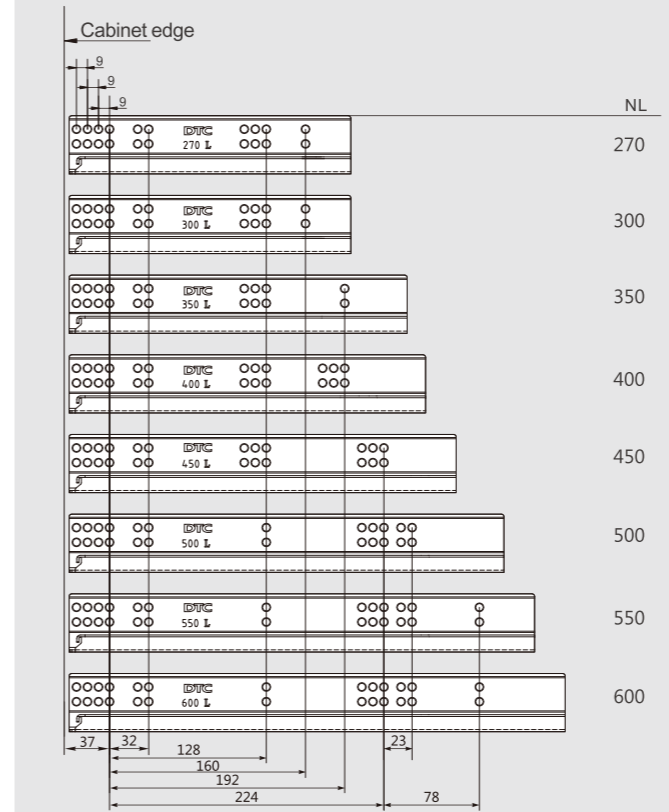 Cabinet edge
9
9
9
NL
DTC
270 L
270
DTC
300 L
300
DTC
350 L
350
DTC
400 L
400
DTC
450 L
450
DTC
500 L
500
DTC
550 L
550
DTC
600 L
600
37 32 128 23
160
192
224 78